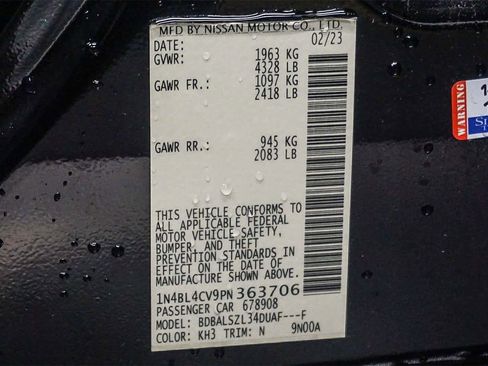 MFD BY NISSAN MOTOR CO., LTD.
DATE: 02/23
GVWR: 1963 KG
4328 LB
GAWR FR.: 1097 KG
2418 LB
GAWR RR.: 945 KG
2083 LB
THIS VEHICLE CONFORMS TO
ALL APPLICABLE FEDERAL
MOTOR VEHICLE SAFETY,
BUMPER, AND THEFT
PREVENTION STANDARDS IN
EFFECT ON THE DATE OF
MANUFACTURE SHOWN ABOVE.
1N4BL4CV9PN363706
PASSENGER CAR 678908
MODEL: BDBALSZL34DUAF---F
COLOR: KH3 TRIM: N 9N00A
WARNING